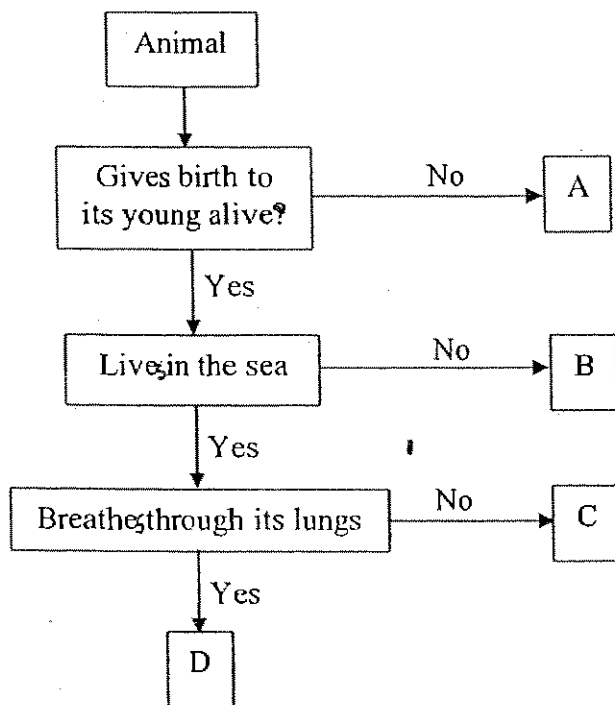 Animal
Gives birth to
its young alive?
No
A
Yes
Lives in the sea
No
B
Yes
Breathes through its lungs
No
C
Yes
D